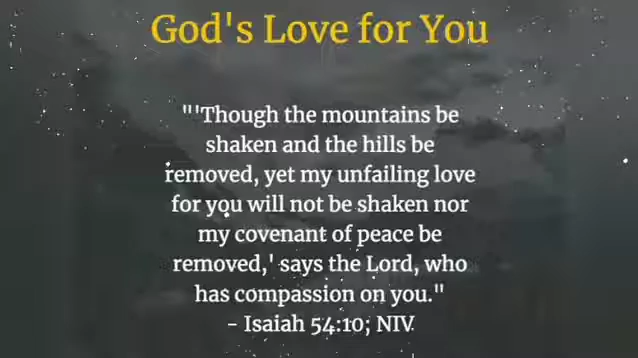 God's Love for You
"'Though the mountains be
shaken and the hills be
removed, yet my unfailing love
for you will not be shaken nor
my covenant of peace be
removed,' says the Lord, who
has compassion on you."
- Isaiah 54:10; NIV